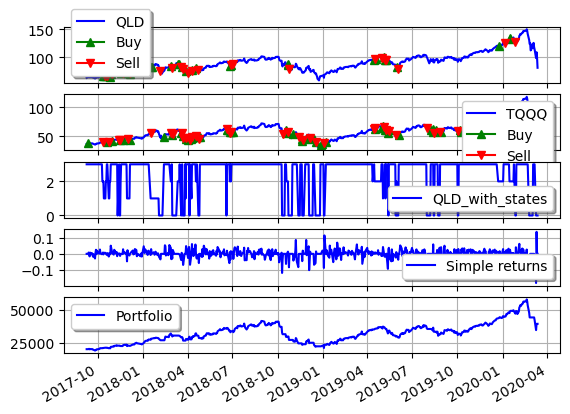 QLD
Buy
Sell
150
100
TQQQ
Buy
Sell
100
50
QLD_with_states
2
0
Simple returns
0.1
0.0
−0.1
Portfolio
50000
25000
2017-10
2018-01
2018-04
2018-07
2018-10
2019-01
2019-04
2019-07
2019-10
2020-01
2020-04